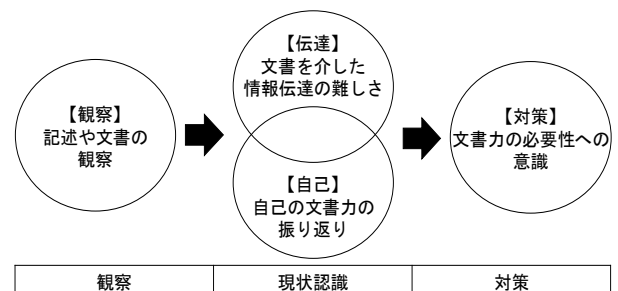 【観察】
記述や文書の
観察
【伝達】
文書を介した
情報伝達の難しさ
【自己】
自己の文書力の
振り返り
【対策】
文書力の必要性への
意識
観察 現状認識 対策